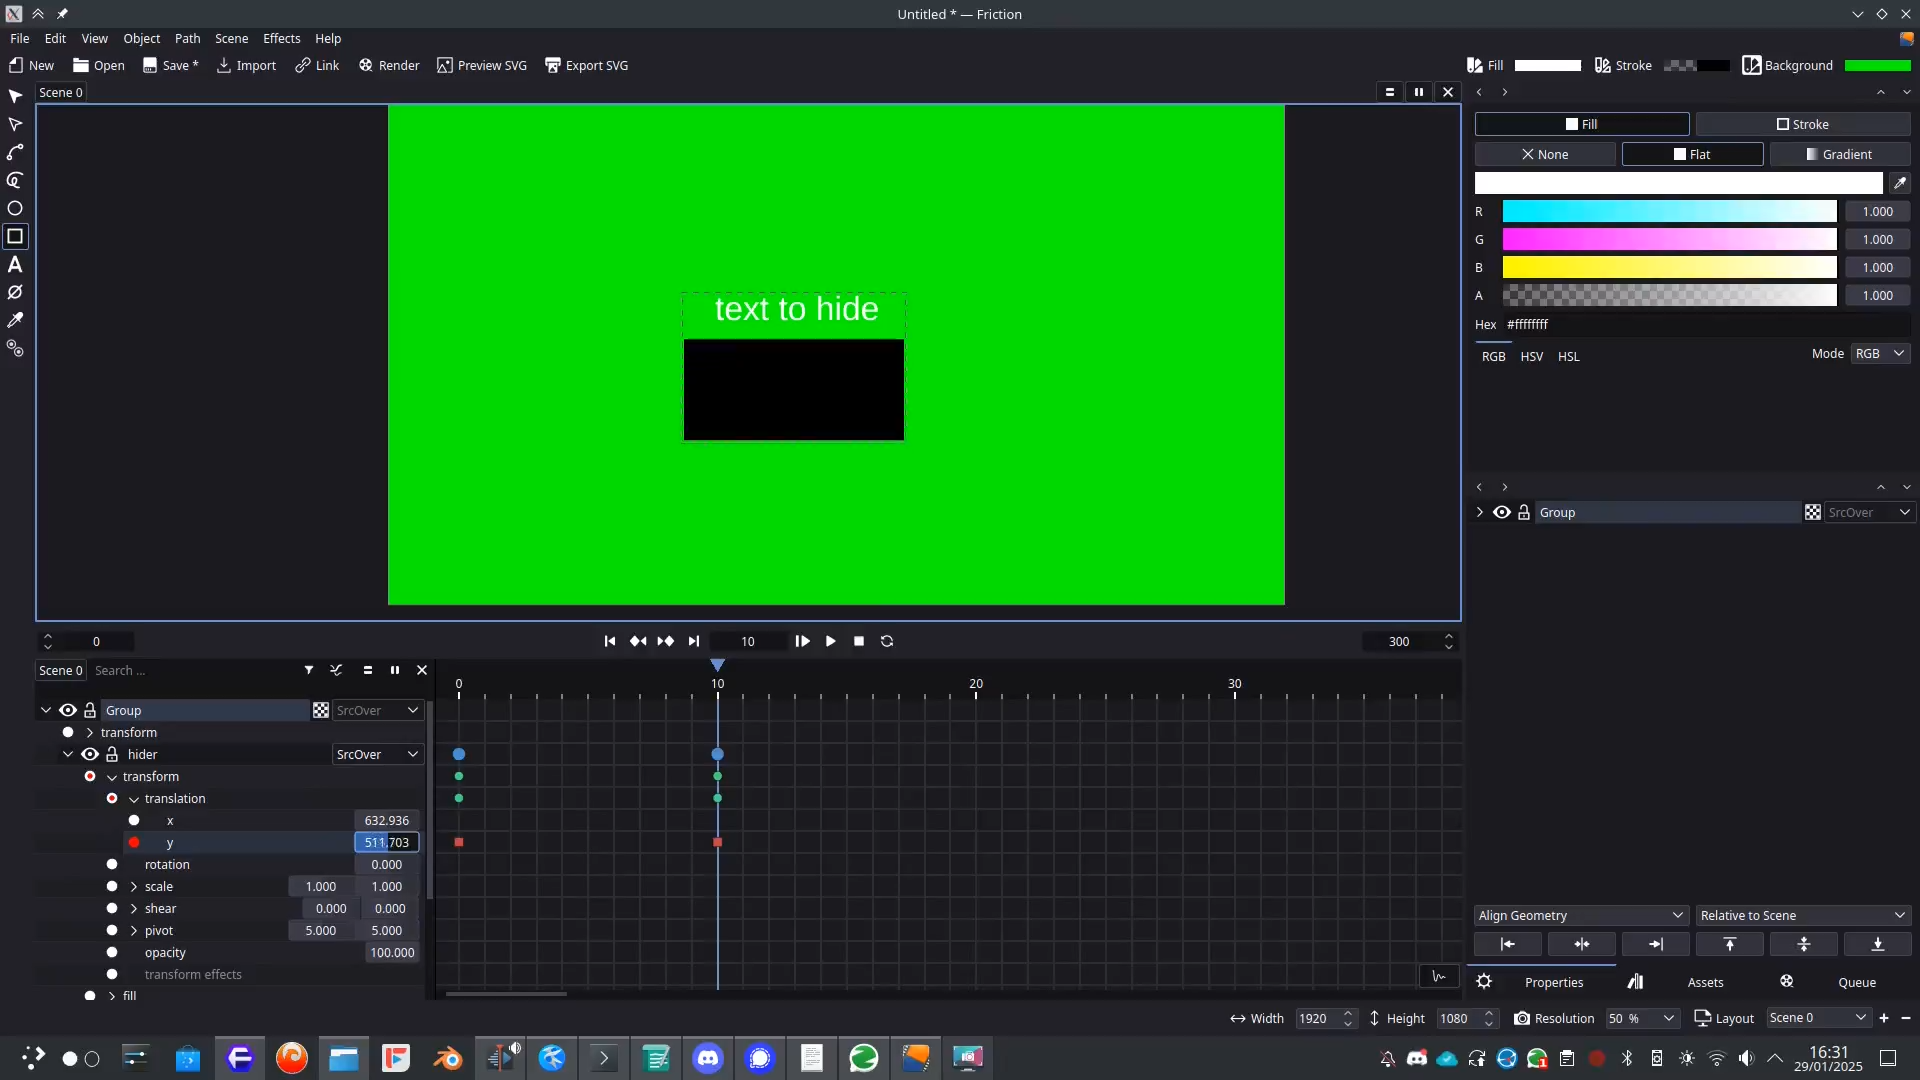 Untitled * — Friction
File Edit View Object Path Scene Effects Help
New Open Save * Import Link Render Preview SVG Export SVG Fill Stroke Background
Scene 0
Fill Stroke
None Flat Gradient
R 1.000
G 1.000
B 1.000
A 1.000
Hex #ffffffff
RGB HSV HSL Mode RGB
text to hide
Group SrcOver
0 10 300
Scene 0 Search ...
0 10 20 30
Group SrcOver
transform
hider SrcOver
transform
translation
x 632.936
y 511.703
rotation 0.000
scale 1.000 1.000
shear 0.000 0.000
pivot 5.000 5.000
opacity 100.000
transform effects
fill
Align Geometry Relative to Scene
Properties Assets Queue
Width 1920 Height 1080 Resolution 50 % Layout Scene 0
16:31
29/01/2025